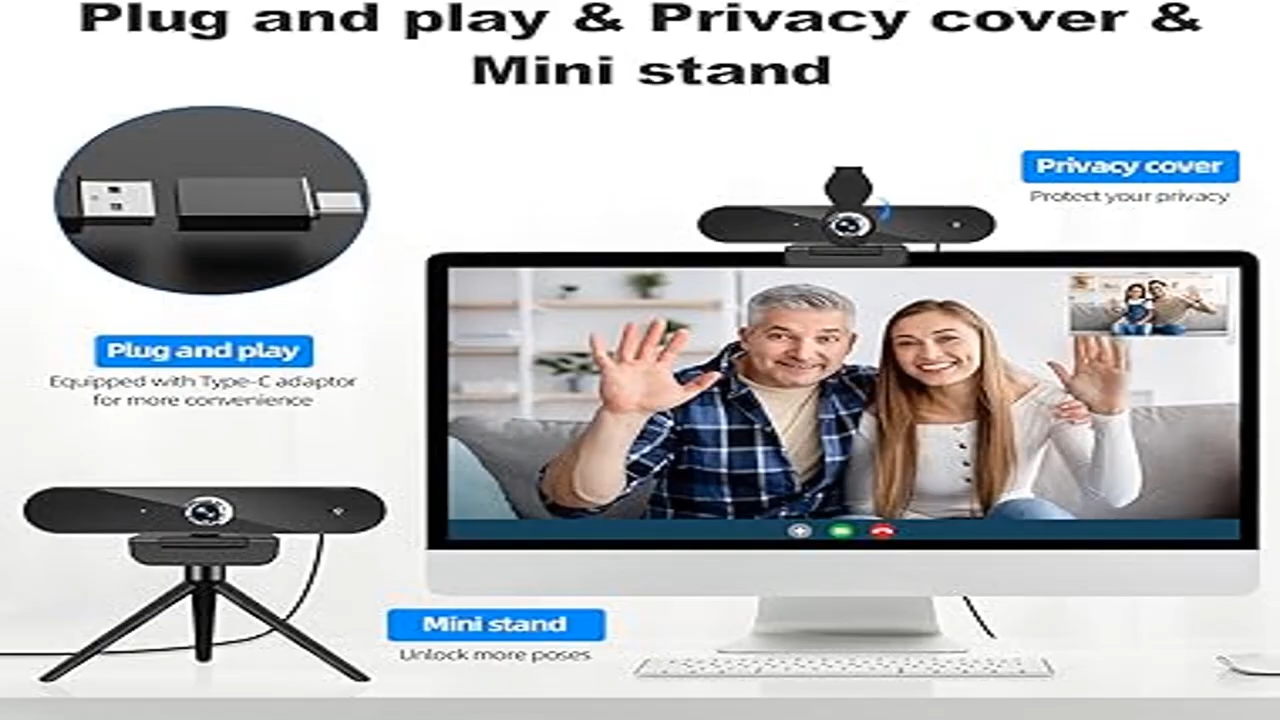 Plug and play & Privacy cover &
Mini stand
Privacy cover
Protect your privacy
Plug and play
Equipped with Type-C adaptor
for more convenience
Mini stand
Unlock more poses